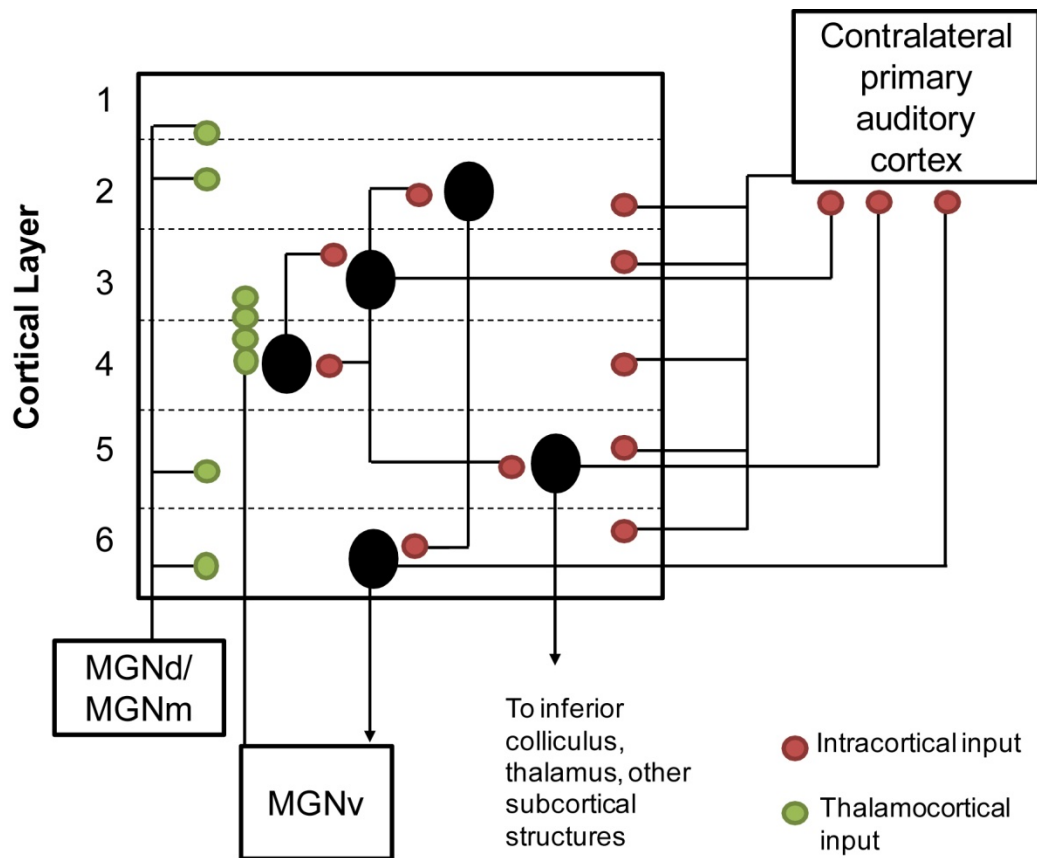 Contralateral
primary
auditory
cortex
Cortical Layer
1
2
3
4
5
6
MGNd/
MGNm
MGNv
To inferior
colliculus,
thalamus, other
subcortical
structures
Intracortical input
Thalamocortical
input